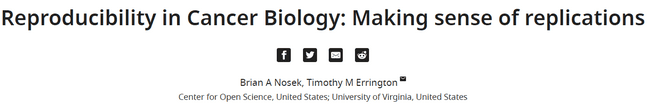 Reproducibility in Cancer Biology: Making sense of replications
Brian A Nosek, Timothy M Errington
Center for Open Science, United States; University of Virginia, United States